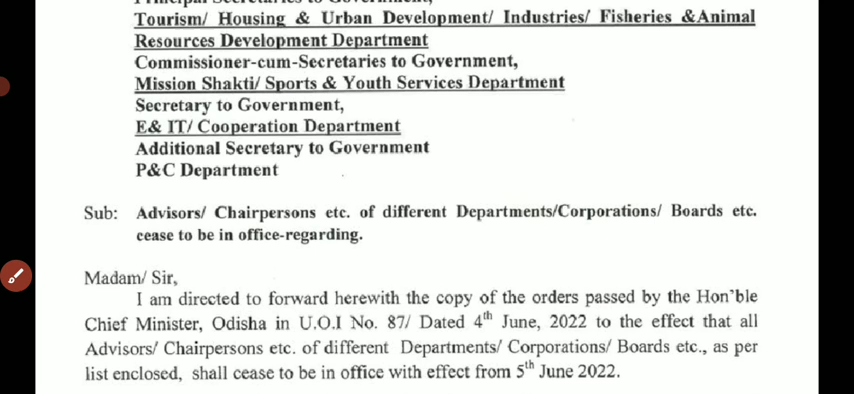 Principal Secretaries to Government,
Tourism/ Housing & Urban Development/ Industries/ Fisheries &Animal
Resources Development Department
Commissioner-cum-Secretaries to Government,
Mission Shakti/ Sports & Youth Services Department
Secretary to Government,
E& IT/ Cooperation Department
Additional Secretary to Government
P&C Department
Sub: Advisors/ Chairpersons etc. of different Departments/Corporations/ Boards etc.
cease to be in office-regarding.
Madam/ Sir,
I am directed to forward herewith the copy of the orders passed by the Hon'ble
Chief Minister, Odisha in U.O.I No. 87/ Dated 4th June, 2022 to the effect that all
Advisors/ Chairpersons etc. of different Departments/ Corporations/ Boards etc., as per
list enclosed, shall cease to be in office with effect from 5th June 2022.